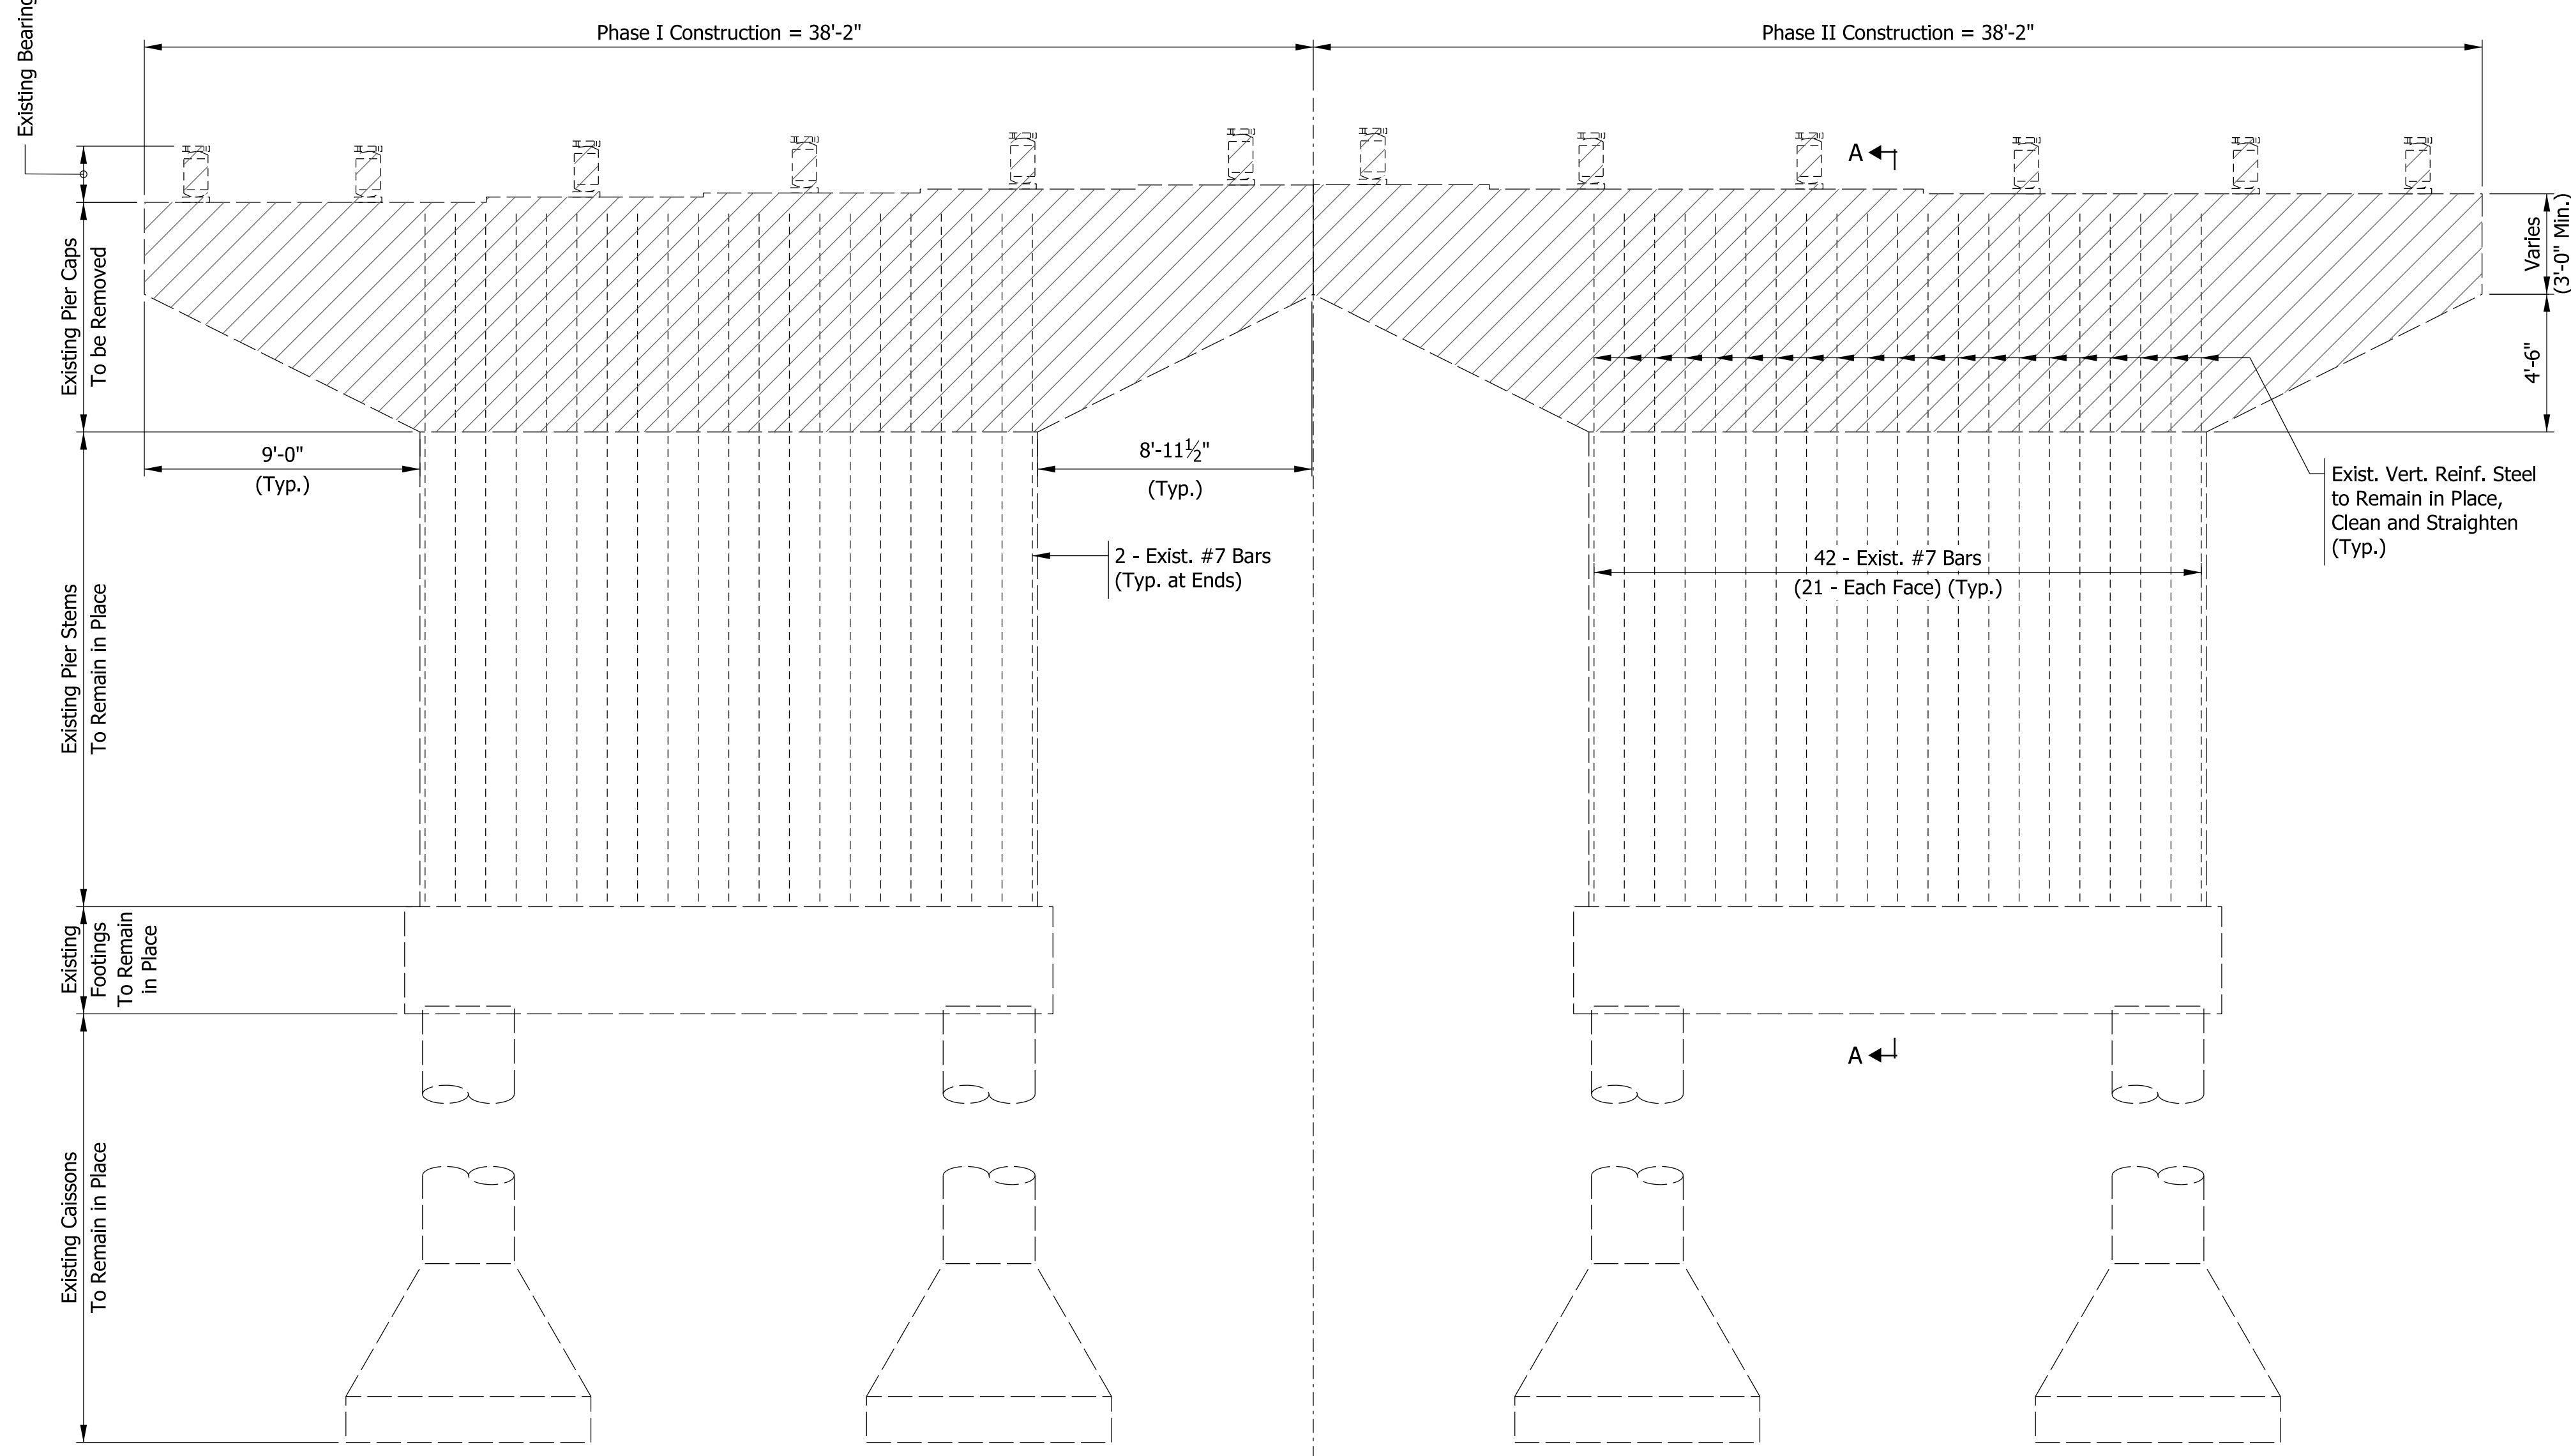 Phase I Construction = 38'-2"
Phase II Construction = 38'-2"
Existing Bearing
A
Existing Pier Caps
To be Removed
Varies
(3'-0" Min.)
4'-6"
9'-0"
(Typ.)
8'-11½"
(Typ.)
Exist. Vert. Reinf. Steel
to Remain in Place,
Clean and Straighten
(Typ.)
2 - Exist. #7 Bars
(Typ. at Ends)
42 - Exist. #7 Bars
(21 - Each Face) (Typ.)
Existing Pier Stems
To Remain in Place
Existing
Footings
To Remain
in Place
A
Existing Caissons
To Remain in Place